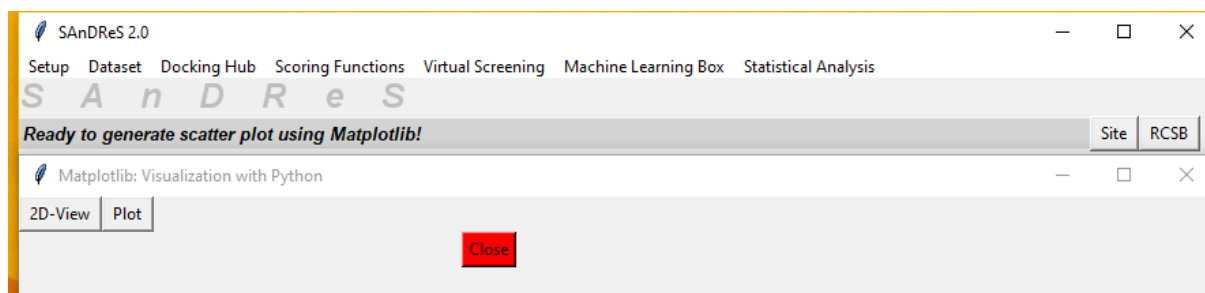 SAnDReS 2.0
Setup Dataset Docking Hub Scoring Functions Virtual Screening Machine Learning Box Statistical Analysis
S A n D R e S
Ready to generate scatter plot using Matplotlib! Site RCSB
Matplotlib: Visualization with Python
2D-View Plot
Close